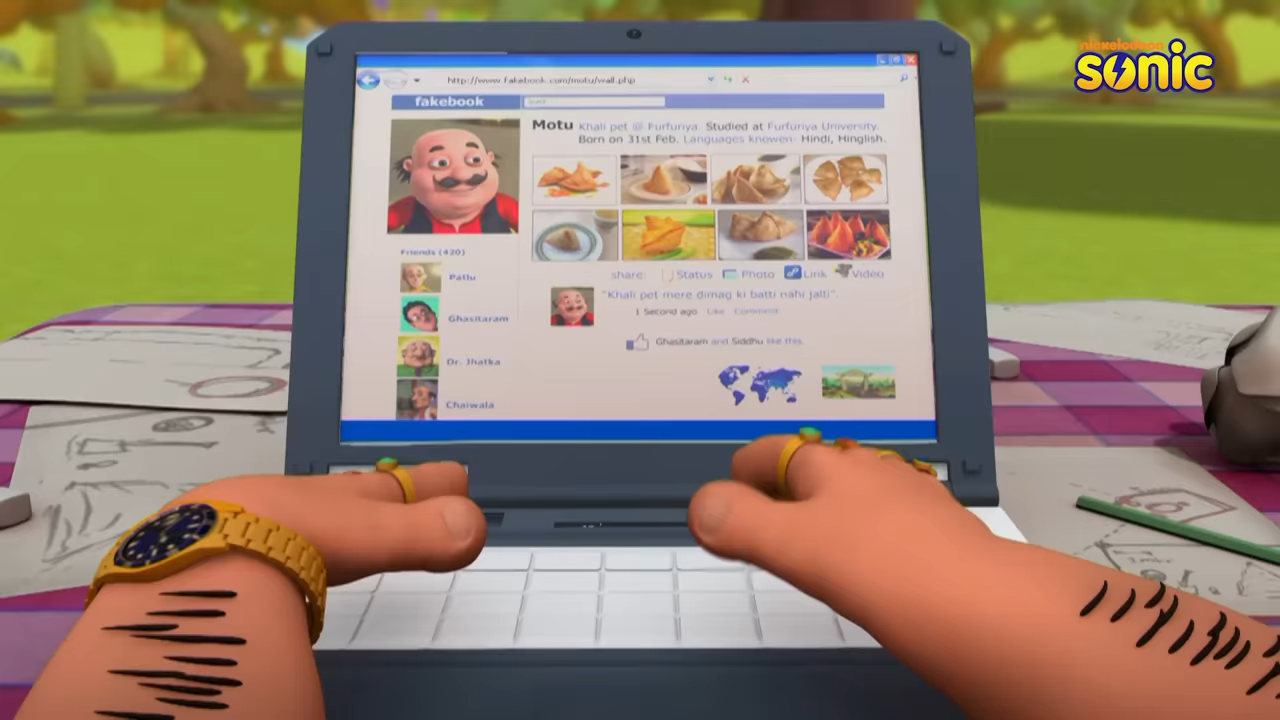 nickelodeon
sonic
http://www.fakebook.com/motu/wall.php
fakebook
Motu Khali pet @ Furfuriya. Studied at Furfuriya University.
Born on 31st Feb. Languages knowen: Hindi, Hinglish.
Friends (420)
Patlu
Ghasitaram
Dr. Jhatka
Chaiwala
share: Status Photo Link Video
"Khali pet mere dimag ki batti nahi jalti".
1 Second ago Like Comment
Ghasitaram and Siddhu like this.